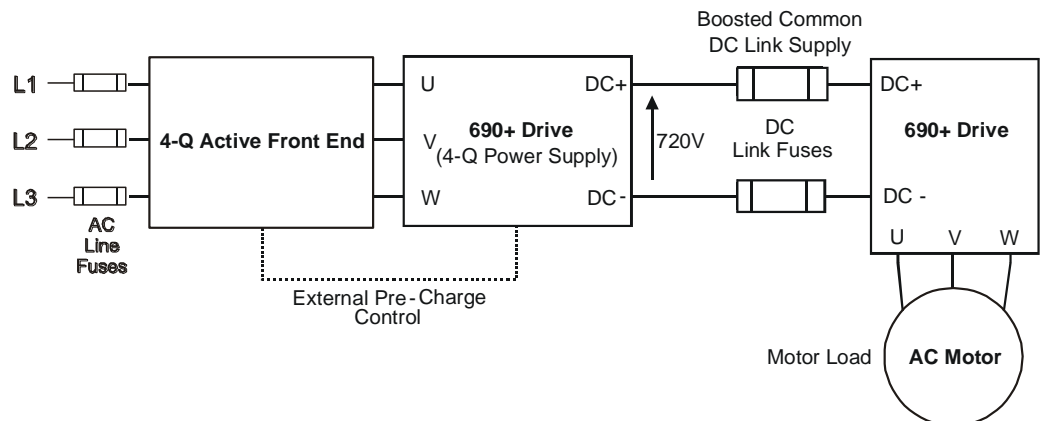 Boosted Common
DC Link Supply
L1
L2
L3
AC
Line
Fuses
4-Q Active Front End
U
V
W
690+ Drive
(4-Q Power Supply)
DC+
DC-
720V
DC
Link Fuses
DC+
690+ Drive
DC -
U V W
External Pre-Charge
Control
Motor Load
AC Motor